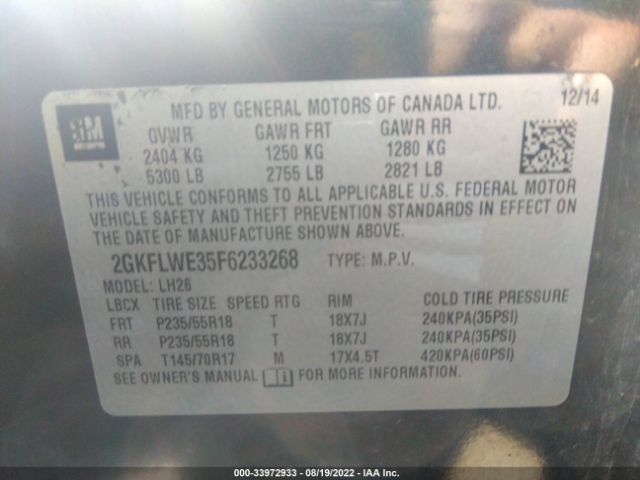 GM
MFD BY GENERAL MOTORS OF CANADA LTD. 12/14
GVWR GAWR FRT GAWR RR
2404 KG 1250 KG 1280 KG
5300 LB 2755 LB 2821 LB
THIS VEHICLE CONFORMS TO ALL APPLICABLE U.S. FEDERAL MOTOR
VEHICLE SAFETY AND THEFT PREVENTION STANDARDS IN EFFECT ON
THE DATE OF MANUFACTURE SHOWN ABOVE.
2GKFLWE35F6233268 TYPE: M.P.V.
MODEL: LH26
LBCX TIRE SIZE SPEED RTG RIM COLD TIRE PRESSURE
FRT P235/55R18 T 18X7J 240KPA(35PSI)
RR P235/55R18 T 18X7J 240KPA(35PSI)
SPA T145/70R17 M 17X4.5T 420KPA(60PSI)
SEE OWNER'S MANUAL FOR MORE INFORMATION.
000-33972933 - 08/19/2022 - IAA Inc.